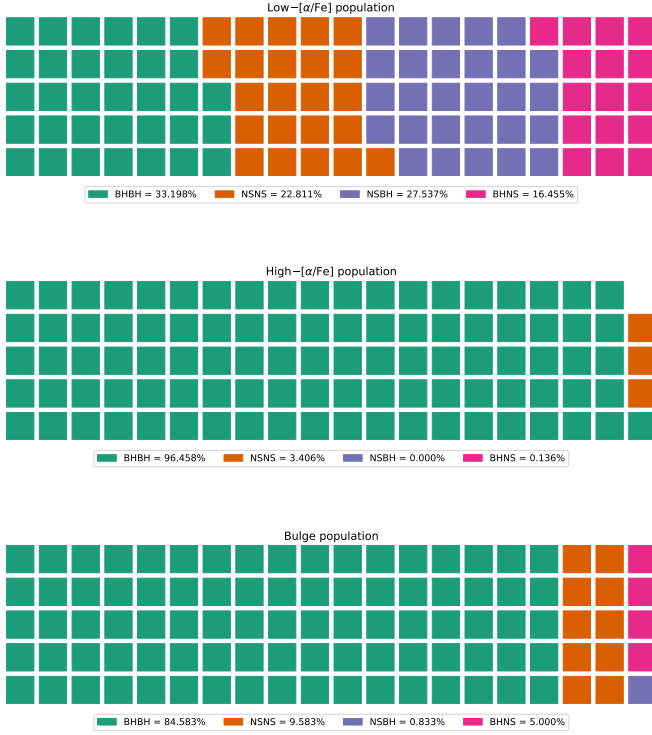 Low−[α/Fe] population
BHBH = 33.198% NSNS = 22.811% NSBH = 27.537% BHNS = 16.455%
High−[α/Fe] population
BHBH = 96.458% NSNS = 3.406% NSBH = 0.000% BHNS = 0.136%
Bulge population
BHBH = 84.583% NSNS = 9.583% NSBH = 0.833% BHNS = 5.000%